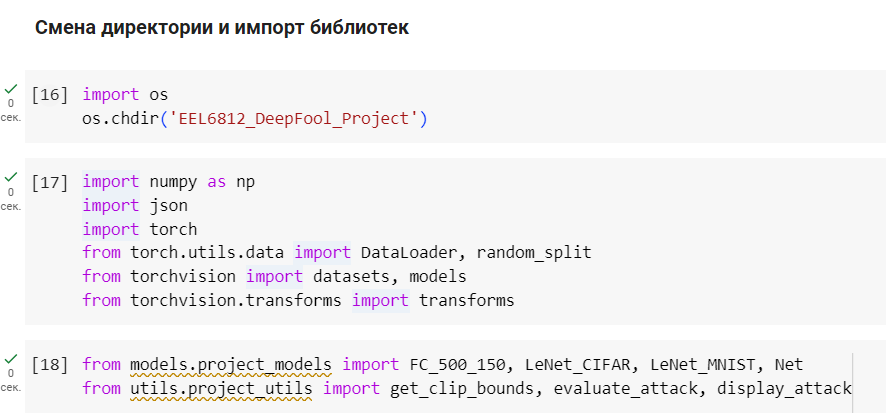 Смена директории и импорт библиотек
[16] import os
0 сек. os.chdir('EEL6812_DeepFool_Project')
[17] import numpy as np
0 сек. import json
import torch
from torch.utils.data import DataLoader, random_split
from torchvision import datasets, models
from torchvision.transforms import transforms
[18] from models.project_models import FC_500_150, LeNet_CIFAR, LeNet_MNIST, Net
0 сек. from utils.project_utils import get_clip_bounds, evaluate_attack, display_attack